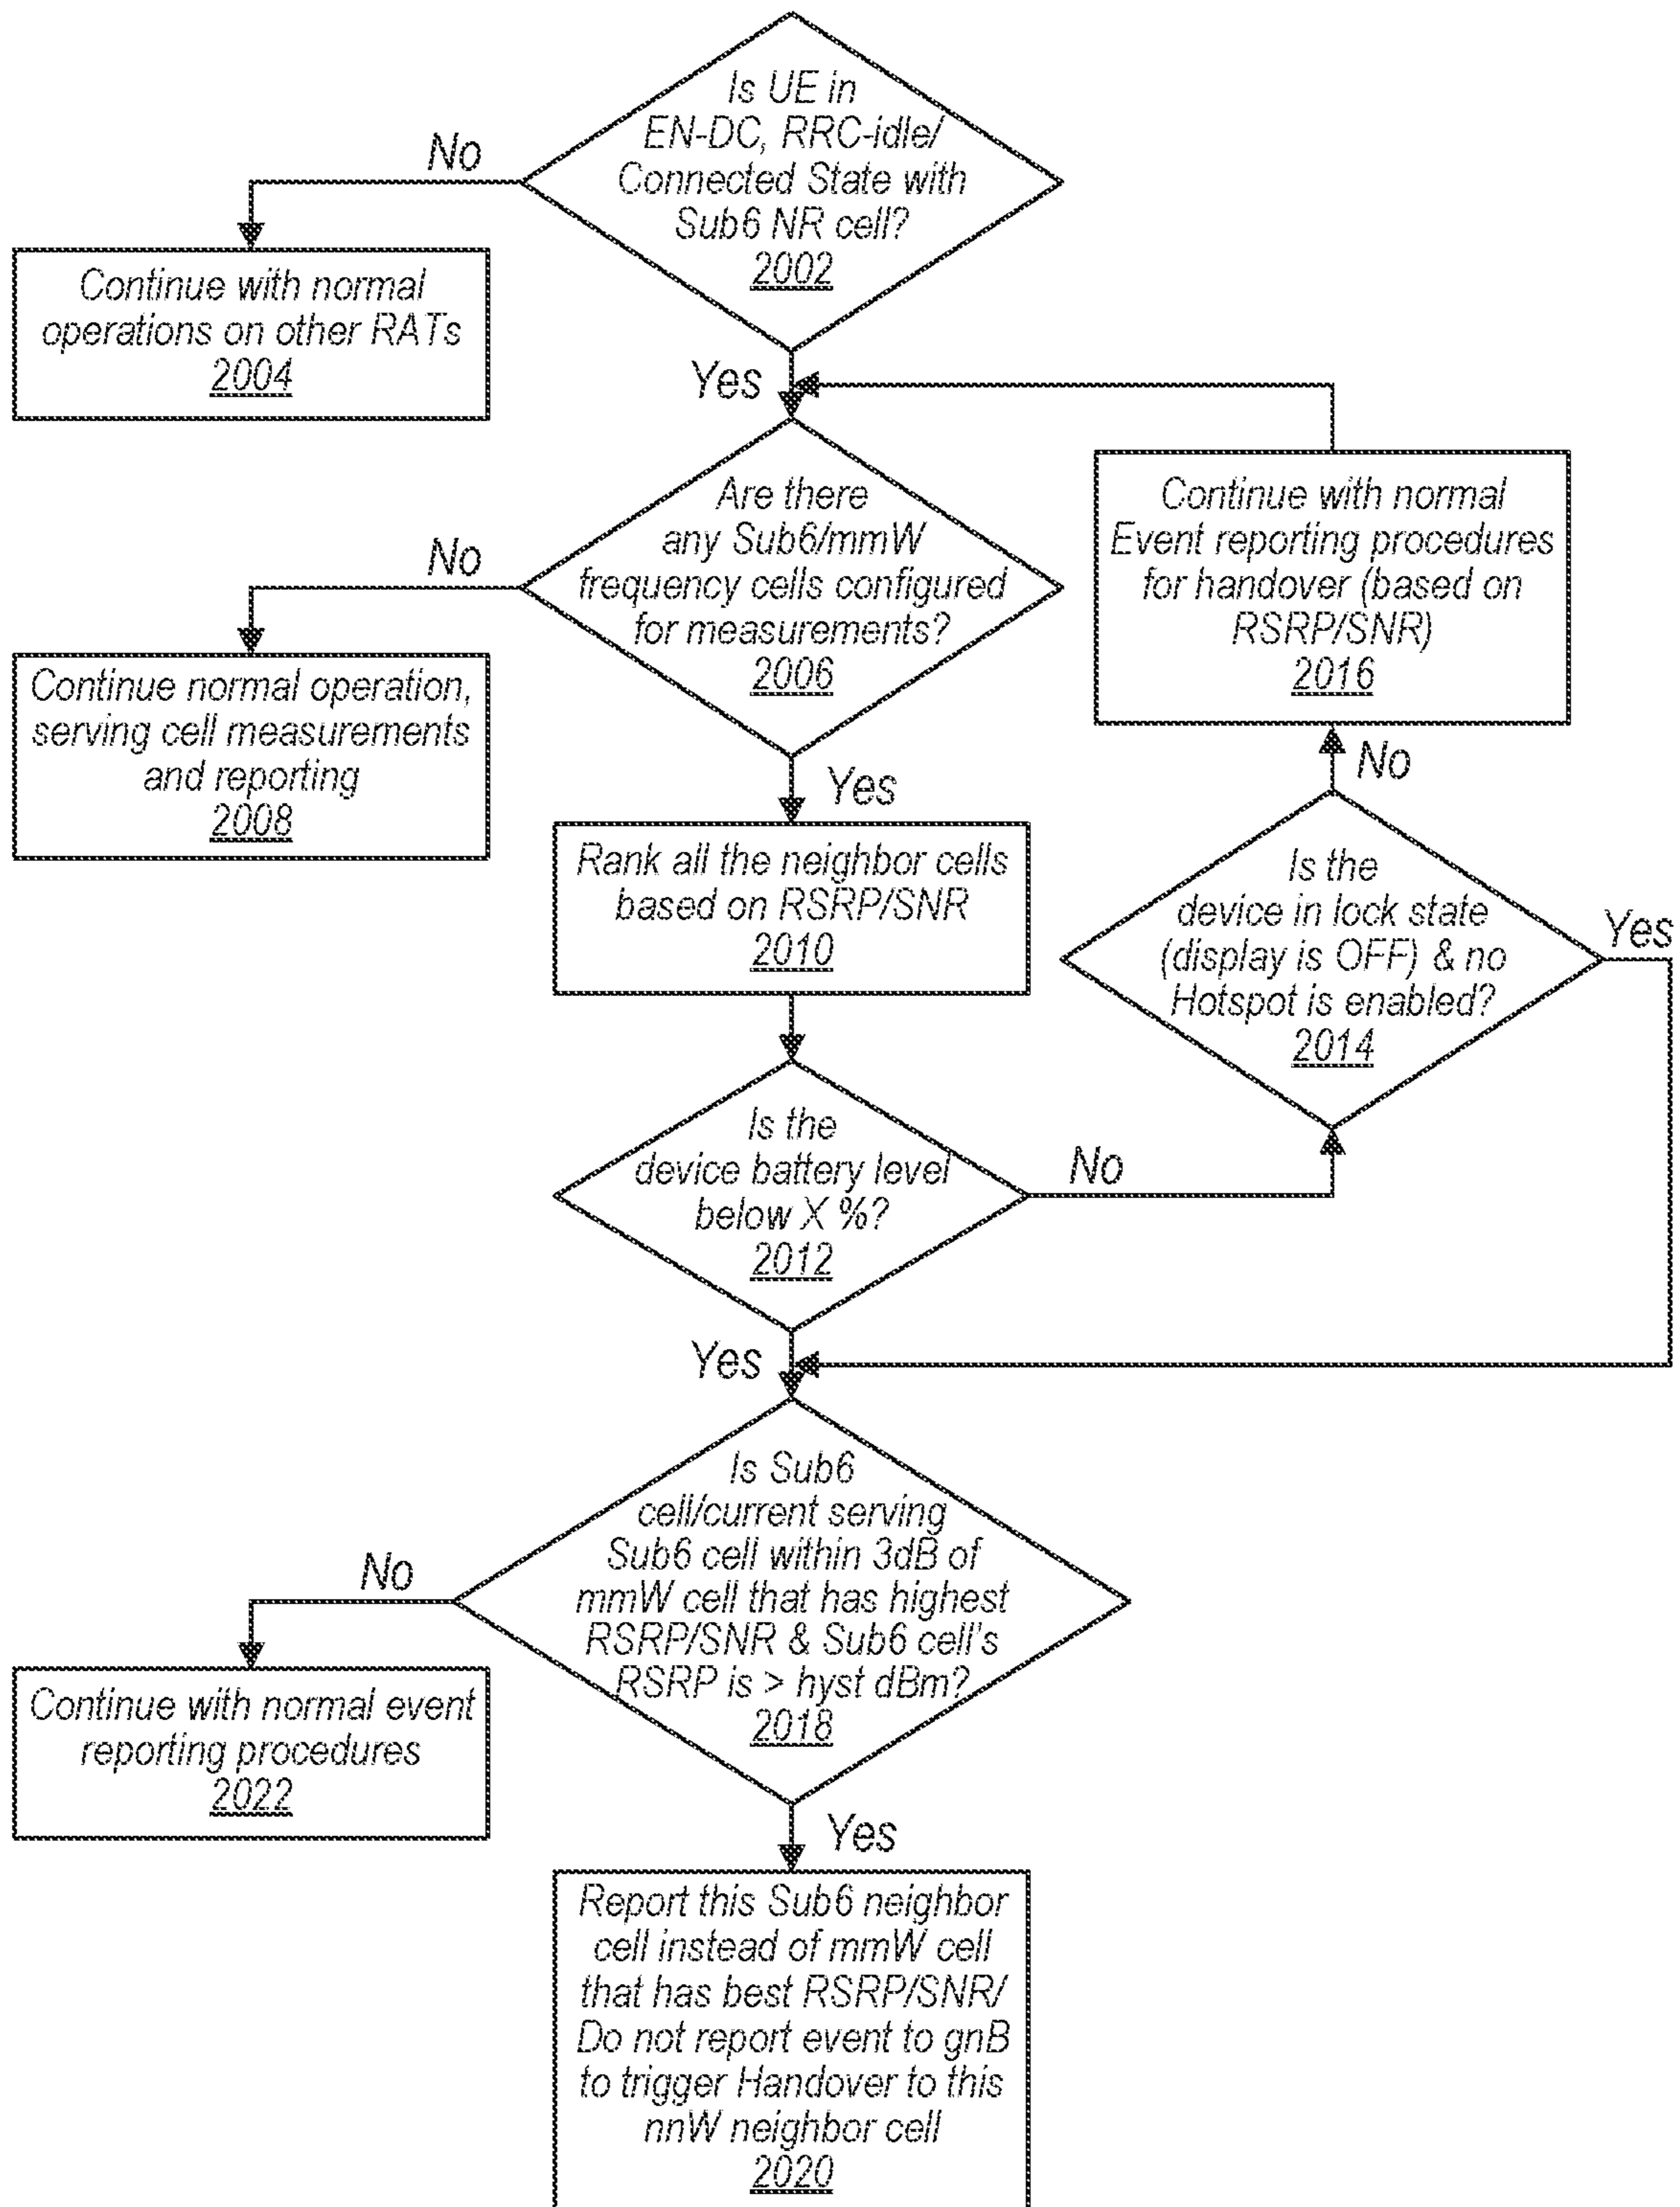 Is UE in
EN-DC, RRC-idle/
Connected State with
Sub6 NR cell?
2002
No
Continue with normal
operations on other RATs
2004
Yes
Are there
any Sub6/mmW
frequency cells configured
for measurements?
2006
No
Continue normal operation,
serving cell measurements
and reporting
2008
Yes
Rank all the neighbor cells
based on RSRP/SNR
2010
Is the
device battery level
below X %?
2012
No
Is the
device in lock state
(display is OFF) & no
Hotspot is enabled?
2014
No
Continue with normal
Event reporting procedures
for handover (based on
RSRP/SNR)
2016
Yes
Yes
Is Sub6
cell/current serving
Sub6 cell within 3dB of
mmW cell that has highest
RSRP/SNR & Sub6 cell's
RSRP is > hyst dBm?
2018
No
Continue with normal event
reporting procedures
2022
Yes
Report this Sub6 neighbor
cell instead of mmW cell
that has best RSRP/SNR/
Do not report event to gnB
to trigger Handover to this
nnW neighbor cell
2020